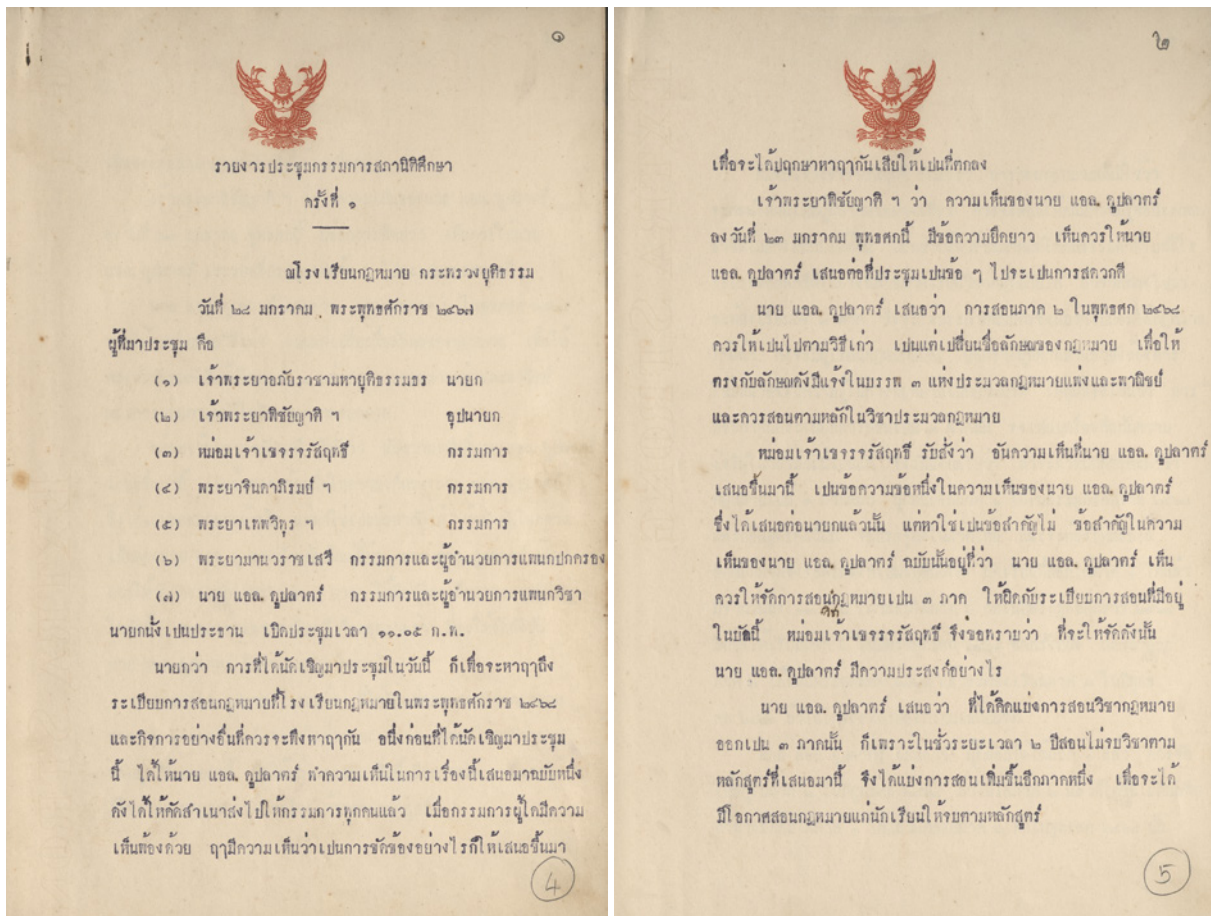 ๑
รายงารประชุมกรรมการสภานิติศึกษา
ครั้งที่ ๑
ณโรงเรียนกฎหมาย กระทรวงยุติธรรม
วันที่ ๒๘ มกราคม พระพุทธศักราช ๒๔๖๗
ผู้ที่มาประชุม คือ
(๑) เจ้าพระยาอภัยราชามหายุติธรรมธร นายก
(๒) เจ้าพระยาพิชัยญาติ ฯ อุปนายก
(๓) หม่อมเจ้าเขจรจรัสฤทธิ์ กรรมการ
(๔) พระยาจินดาภิรมย์ ฯ กรรมการ
(๕) พระยาเทพวิทุร ฯ กรรมการ
(๖) พระยามานวราชเสวี กรรมการและผู้อำนวยการแพนกปกครอง
(๗) นาย แอล. ดูปลาตร์ กรรมการและผู้อำนวยการแพนกวิชา
นายกนั่งเปนประธาน เปิดประชุมเวลา ๑๑.๐๕ ก.ท.
นายกว่า การที่ได้นัดเชิญมาประชุมในวันนี้ ก็เพื่อจะหาฤๅถึง
ระเบียบการสอนกฎหมายที่โรงเรียนกฎหมายในพระพุทธศักราช ๒๔๖๘
และกิจการอย่างอื่นที่ควรจะพึงหาฤๅกัน อนึ่งก่อนที่ได้นัดเชิญมาประชุม
นี้ ได้ให้นาย แอล. ดูปลาตร์ ทำความเห็นในการเรื่องนี้เสนอมาฉบับหนึ่ง
ดังได้ให้คัดสำเนาส่งไปให้กรรมการทุกคนแล้ว เมื่อกรรมการผู้ใดมีความ
เห็นพ้องด้วย ฤๅมีความเห็นว่าเปนการขัดข้องอย่างไรก็ให้เสนอขึ้นมา
4
๒
เพื่อจะได้ปฤกษาหาฤๅกันเสียให้เปนที่ตกลง
เจ้าพระยาพิชัยญาติ ฯ ว่า ความเห็นของนาย แอล. ดูปลาตร์
ลงวันที่ ๒๓ มกราคม พุทธศกนี้ มีข้อความยืดยาว เห็นควรให้นาย
แอล. ดูปลาตร์ เสนอต่อที่ประชุมเปนข้อ ๆ ไปจะเปนการสดวกดี
นาย แอล. ดูปลาตร์ เสนอว่า การสอนภาค ๒ ในพุทธศก ๒๔๖๘
ควรให้เปนไปตามวิธีเก่า เปนแต่เปลี่ยนชื่อลักษณของกฎหมาย เพื่อให้
ตรงกับลักษณดังมีแจ้งในบรรพ ๓ แห่งประมวลกฎหมายแพ่งและพาณิชย์
และควรสอนตามหลักในวิชาประมวลกฎหมาย
หม่อมเจ้าเขจรจรัสฤทธิ์ รับสั่งว่า อันความเห็นที่นาย แอล. ดูปลาตร์
เสนอขึ้นมานี้ เปนข้อความข้อหนึ่งในความเห็นของนาย แอล. ดูปลาตร์
ซึ่งได้เสนอต่อนายกแล้วนั้น แต่หาใช่เปนข้อสำคัญไม่ ข้อสำคัญในความ
เห็นของนาย แอล. ดูปลาตร์ ฉบับนั้นอยู่ที่ว่า นาย แอล. ดูปลาตร์ เห็น
ควรให้จัดการสอนกฎหมายเปน ๓ ภาค ให้ผิดกับระเบียบการสอนที่มีอยู่
ในบัดนี้ หม่อมเจ้าเขจรจรัสฤทธิ์ จึงขอทราบว่า ที่จะให้จัดดังนั้น
นาย แอล. ดูปลาตร์ มีความประสงค์อย่างไร
นาย แอล. ดูปลาตร์ เสนอว่า ที่ได้คิดแบ่งการสอนวิชากฎหมาย
ออกเปน ๓ ภาคนั้น ก็เพราะในชั่วระยะเวลา ๒ ปีสอนไม่จบวิชาตาม
หลักสูตร์ที่เสนอมานี้ จึงได้แบ่งการสอนเพิ่มขึ้นอีกภาคหนึ่ง เพื่อจะได้
มีโอกาศสอนกฎหมายแก่นักเรียนให้จบตามหลักสูตร์
5